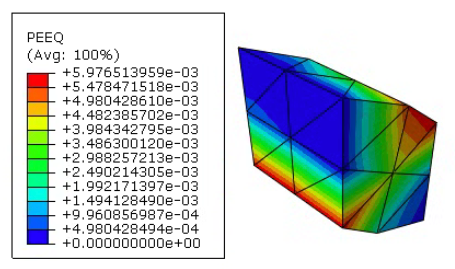 PEEQ
(Avg: 100%)
+5.976513959e-03
+5.478471518e-03
+4.980428610e-03
+4.482385702e-03
+3.984342795e-03
+3.486300120e-03
+2.988257213e-03
+2.490214305e-03
+1.992171397e-03
+1.494128490e-03
+9.960856987e-04
+4.980428494e-04
+0.000000000e+00